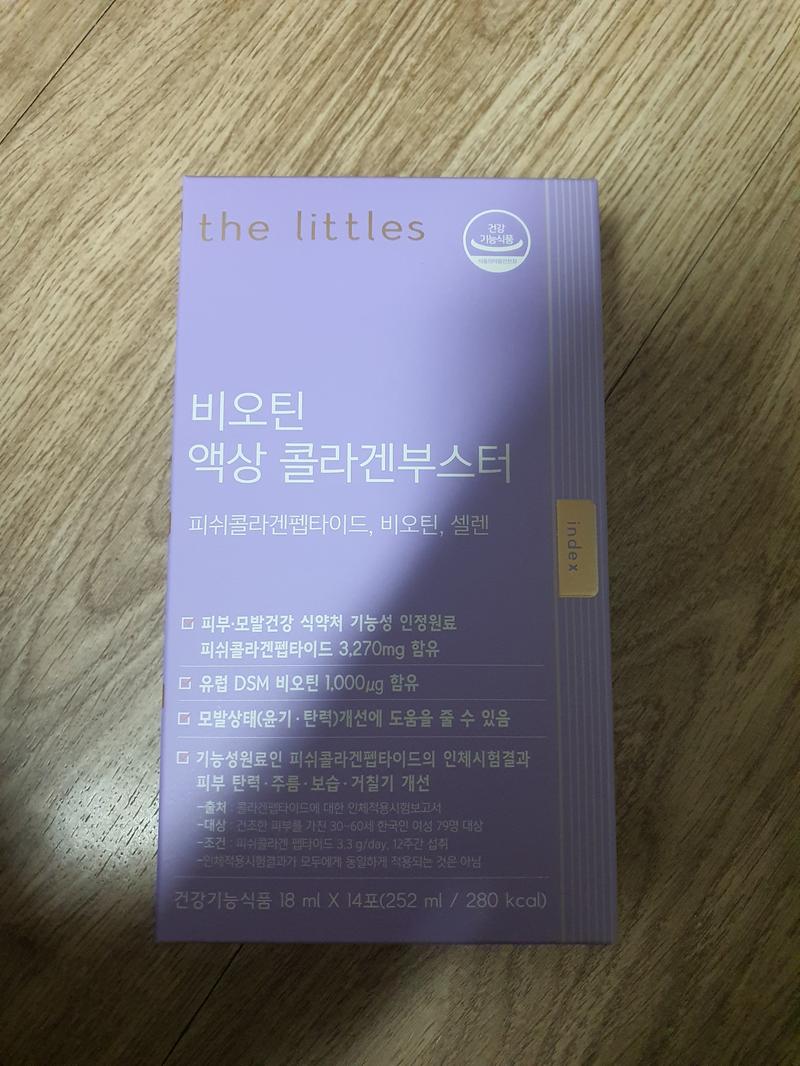 the littles
건강
기능식품
식품의약품안전처
비오틴
액상 콜라겐부스터
피쉬콜라겐펩타이드, 비오틴, 셀렌
index
피부·모발건강 식약처 기능성 인정원료
피쉬콜라겐펩타이드 3,270mg 함유
유럽 DSM 비오틴 1,000μg 함유
모발상태(윤기·탄력)개선에 도움을 줄 수 있음
기능성원료인 피쉬콜라겐펩타이드의 인체시험결과
피부 탄력·주름·보습·거칠기 개선
-출처 : 콜라겐펩타이드에 대한 인체적용시험보고서
-대상 : 건조한 피부를 가진 30~60세 한국인 여성 79명 대상
-조건 : 피쉬콜라겐 펩타이드 3.3 g/day, 12주간 섭취
-인체적용시험결과가 모두에게 동일하게 적용되는 것은 아님
건강기능식품 18 ml X 14포(252 ml / 280 kcal)